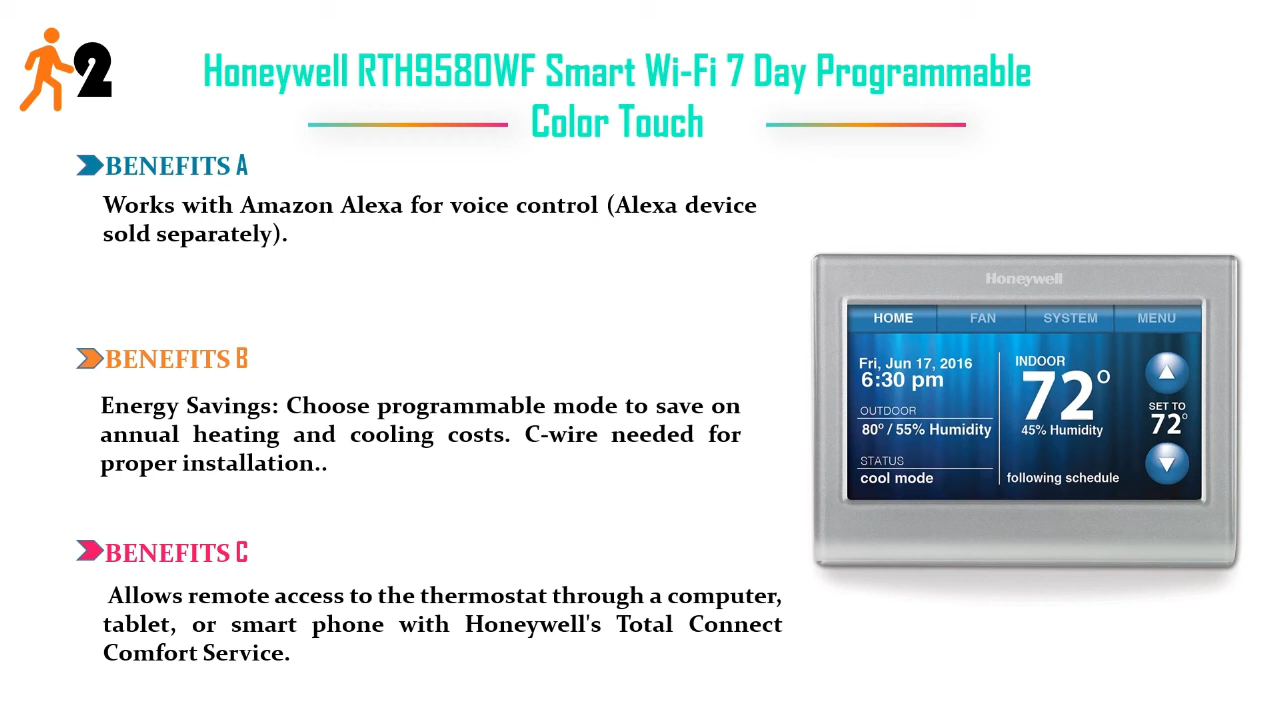 2
Honeywell RTH9580WF Smart Wi-Fi 7 Day Programmable
Color Touch
BENEFITS A
Works with Amazon Alexa for voice control (Alexa device
sold separately).
BENEFITS B
Energy Savings: Choose programmable mode to save on
annual heating and cooling costs. C-wire needed for
proper installation..
BENEFITS C
Allows remote access to the thermostat through a computer,
tablet, or smart phone with Honeywell's Total Connect
Comfort Service.
Honeywell
HOME FAN SYSTEM MENU
Fri, Jun 17, 2016
6:30 pm
OUTDOOR
80° / 55% Humidity
STATUS
cool mode
INDOOR
72°
45% Humidity
following schedule
SET TO
72°